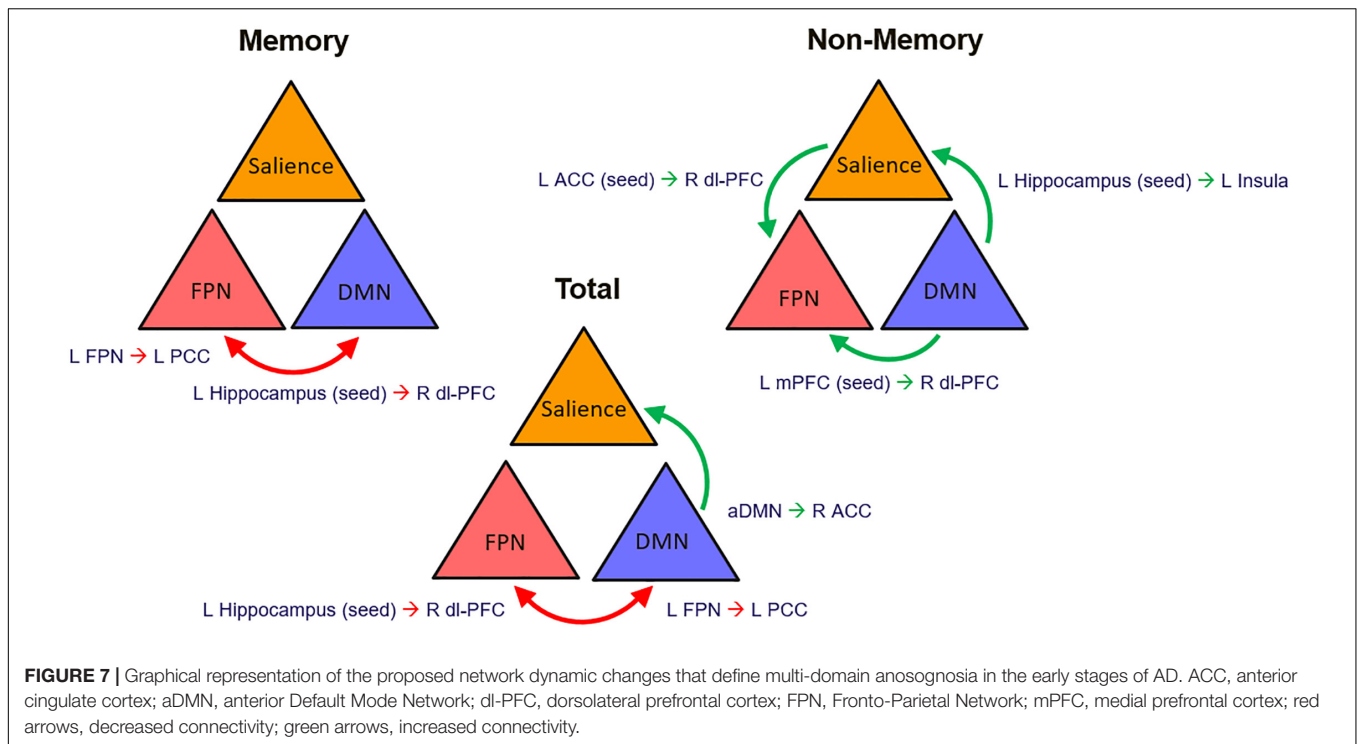 Memory
Salience
FPN
DMN
L FPN → L PCC
L Hippocampus (seed) → R dl-PFC
Non-Memory
Salience
L ACC (seed) → R dl-PFC
L Hippocampus (seed) → L Insula
FPN
DMN
L mPFC (seed) → R dl-PFC
Total
Salience
aDMN → R ACC
FPN
DMN
L Hippocampus (seed) → R dl-PFC
L FPN → L PCC
FIGURE 7 | Graphical representation of the proposed network dynamic changes that define multi-domain anosognosia in the early stages of AD. ACC, anterior
cingulate cortex; aDMN, anterior Default Mode Network; dl-PFC, dorsolateral prefrontal cortex; FPN, Fronto-Parietal Network; mPFC, medial prefrontal cortex; red
arrows, decreased connectivity; green arrows, increased connectivity.